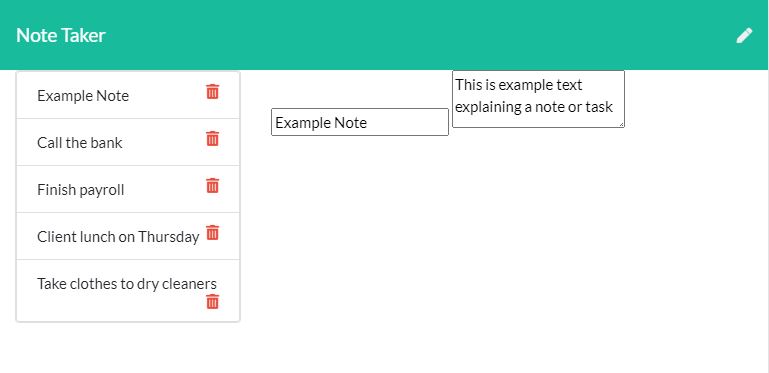 Note Taker
Example Note
Call the bank
Finish payroll
Client lunch on Thursday
Take clothes to dry cleaners
Example Note
This is example text
explaining a note or task